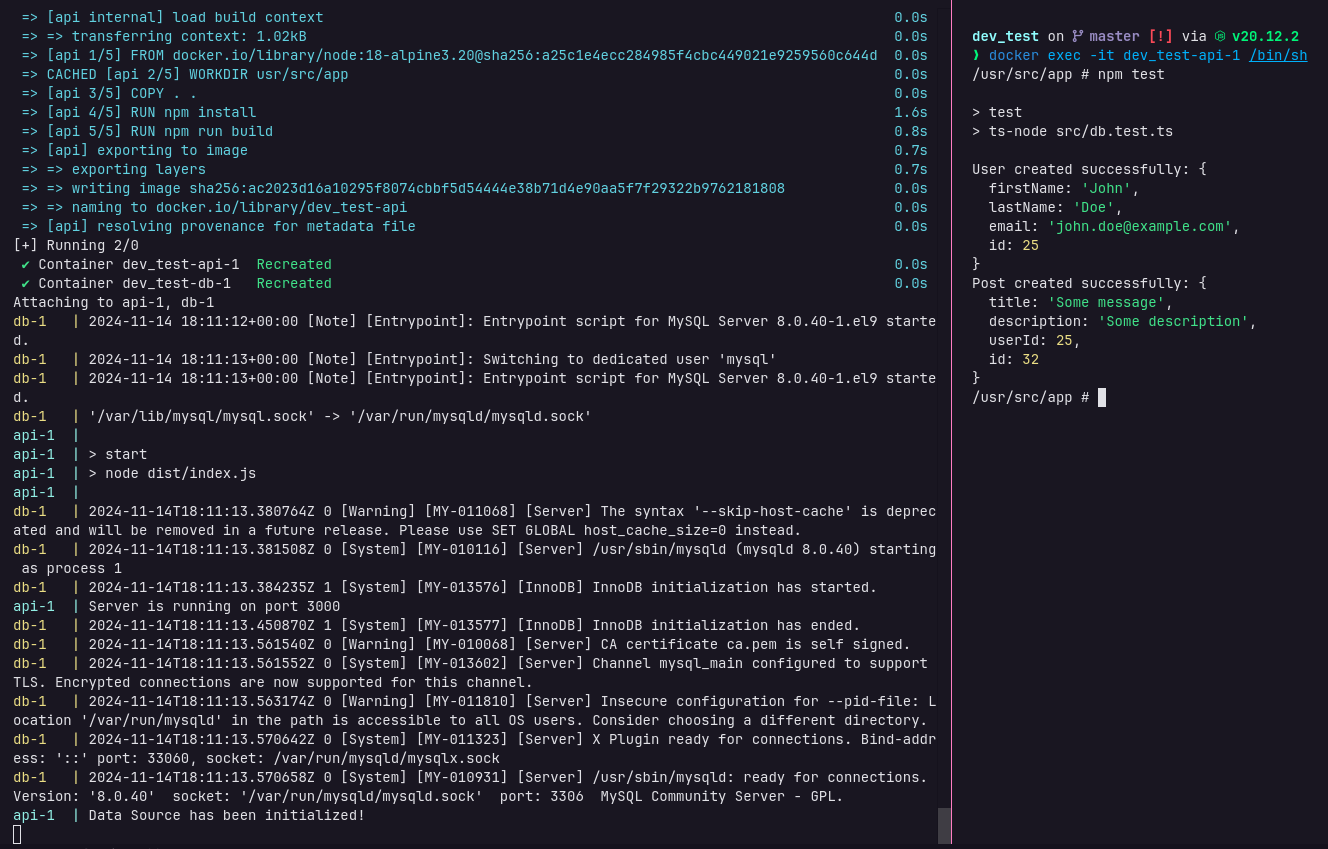 => [api internal] load build context 0.0s
=> => transferring context: 1.02kB 0.0s
=> [api 1/5] FROM docker.io/library/node:18-alpine3.20@sha256:a25c1e4ecc284985f4cbc449021e9259560c644d 0.0s
=> CACHED [api 2/5] WORKDIR usr/src/app 0.0s
=> [api 3/5] COPY . . 0.0s
=> [api 4/5] RUN npm install 1.6s
=> [api 5/5] RUN npm run build 0.8s
=> [api] exporting to image 0.7s
=> => exporting layers 0.7s
=> => writing image sha256:ac2023d16a10295f8074cbbf5d54444e38b71d4e90aa5f7f29322b9762181808 0.0s
=> => naming to docker.io/library/dev_test-api 0.0s
=> [api] resolving provenance for metadata file 0.0s
[+] Running 2/0
✔ Container dev_test-api-1  Recreated 0.0s
✔ Container dev_test-db-1   Recreated 0.0s
Attaching to api-1, db-1
db-1   | 2024-11-14 18:11:12+00:00 [Note] [Entrypoint]: Entrypoint script for MySQL Server 8.0.40-1.el9 starte
d.
db-1   | 2024-11-14 18:11:13+00:00 [Note] [Entrypoint]: Switching to dedicated user 'mysql'
db-1   | 2024-11-14 18:11:13+00:00 [Note] [Entrypoint]: Entrypoint script for MySQL Server 8.0.40-1.el9 starte
d.
db-1   | '/var/lib/mysql/mysql.sock' -> '/var/run/mysqld/mysqld.sock'
api-1  |
api-1  | > start
api-1  | > node dist/index.js
api-1  |
db-1   | 2024-11-14T18:11:13.380764Z 0 [Warning] [MY-011068] [Server] The syntax '--skip-host-cache' is deprec
ated and will be removed in a future release. Please use SET GLOBAL host_cache_size=0 instead.
db-1   | 2024-11-14T18:11:13.381508Z 0 [System] [MY-010116] [Server] /usr/sbin/mysqld (mysqld 8.0.40) starting
as process 1
db-1   | 2024-11-14T18:11:13.384235Z 1 [System] [MY-013576] [InnoDB] InnoDB initialization has started.
api-1  | Server is running on port 3000
db-1   | 2024-11-14T18:11:13.450870Z 1 [System] [MY-013577] [InnoDB] InnoDB initialization has ended.
db-1   | 2024-11-14T18:11:13.561540Z 0 [Warning] [MY-010068] [Server] CA certificate ca.pem is self signed.
db-1   | 2024-11-14T18:11:13.561552Z 0 [System] [MY-013602] [Server] Channel mysql_main configured to support
TLS. Encrypted connections are now supported for this channel.
db-1   | 2024-11-14T18:11:13.563174Z 0 [Warning] [MY-011810] [Server] Insecure configuration for --pid-file: L
ocation '/var/run/mysqld' in the path is accessible to all OS users. Consider choosing a different directory.
db-1   | 2024-11-14T18:11:13.570642Z 0 [System] [MY-011323] [Server] X Plugin ready for connections. Bind-addr
ess: '::' port: 33060, socket: /var/run/mysqld/mysqlx.sock
db-1   | 2024-11-14T18:11:13.570658Z 0 [System] [MY-010931] [Server] /usr/sbin/mysqld: ready for connections.
Version: '8.0.40'  socket: '/var/run/mysqld/mysqld.sock'  port: 3306  MySQL Community Server - GPL.
api-1  | Data Source has been initialized!
dev_test on master [!] via v20.12.2
❯ docker exec -it dev_test-api-1 /bin/sh
/usr/src/app # npm test
> test
> ts-node src/db.test.ts
User created successfully: {
firstName: 'John',
lastName: 'Doe',
email: 'john.doe@example.com',
id: 25
}
Post created successfully: {
title: 'Some message',
description: 'Some description',
userId: 25,
id: 32
}
/usr/src/app #